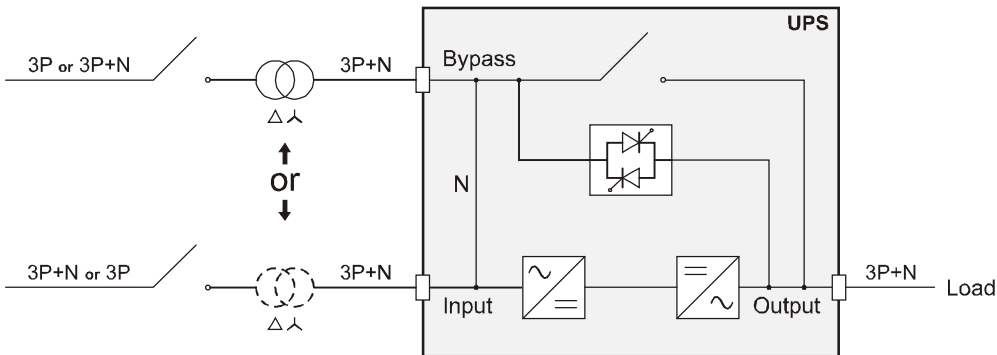 UPS
3P or 3P+N
3P+N
Bypass
or
N
3P+N or 3P
3P+N
Input
Output
3P+N
Load